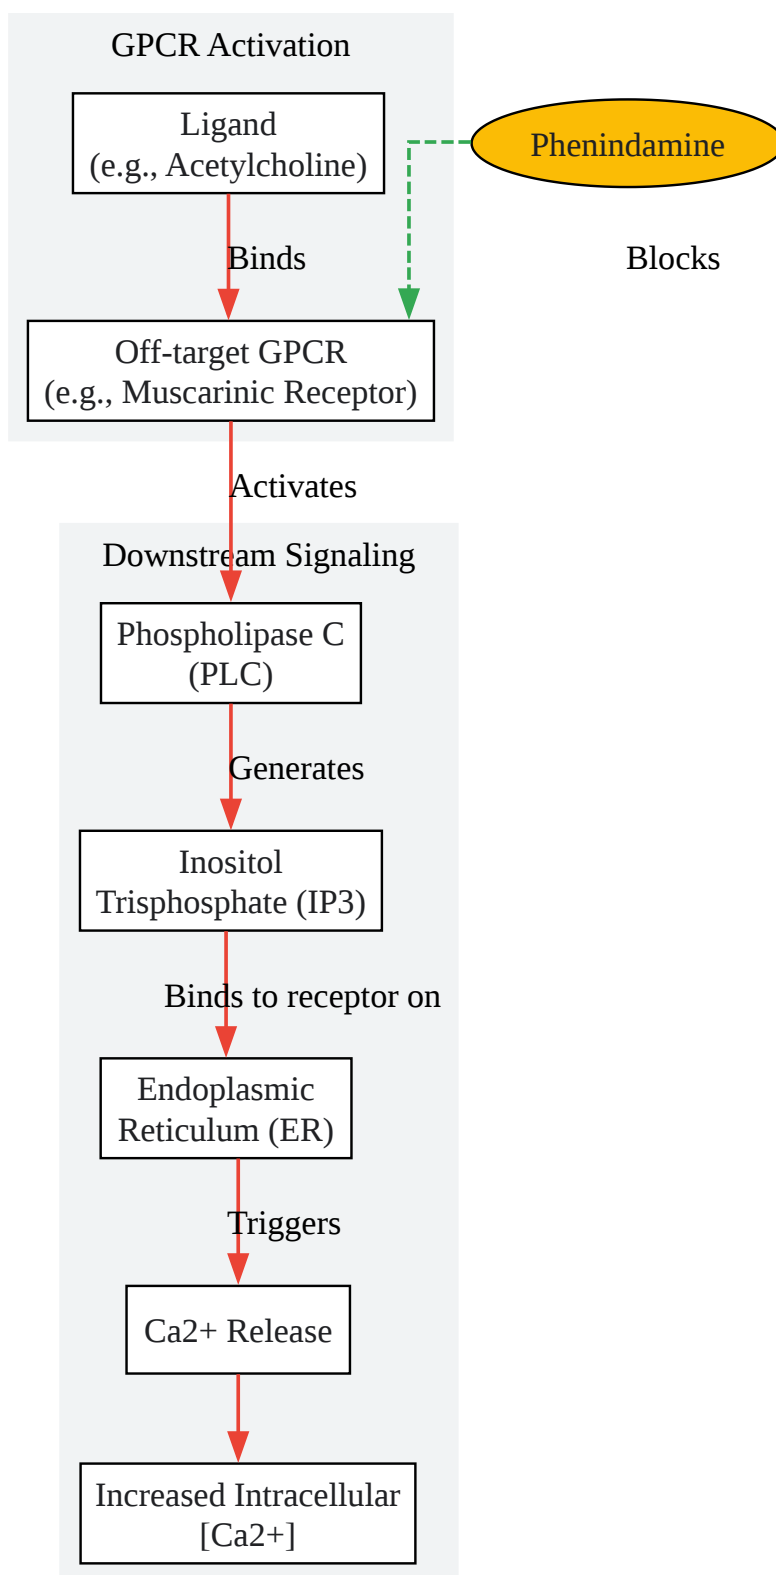 GPCR Activation
Ligand
(e.g., Acetylcholine)
Phenindamine
Binds
Blocks
Off-target GPCR
(e.g., Muscarinic Receptor)
Activates
Downstream Signaling
Phospholipase C
(PLC)
Generates
Inositol
Trisphosphate (IP3)
Binds to receptor on
Endoplasmic
Reticulum (ER)
Triggers
Ca2+ Release
Increased Intracellular
[Ca2+]